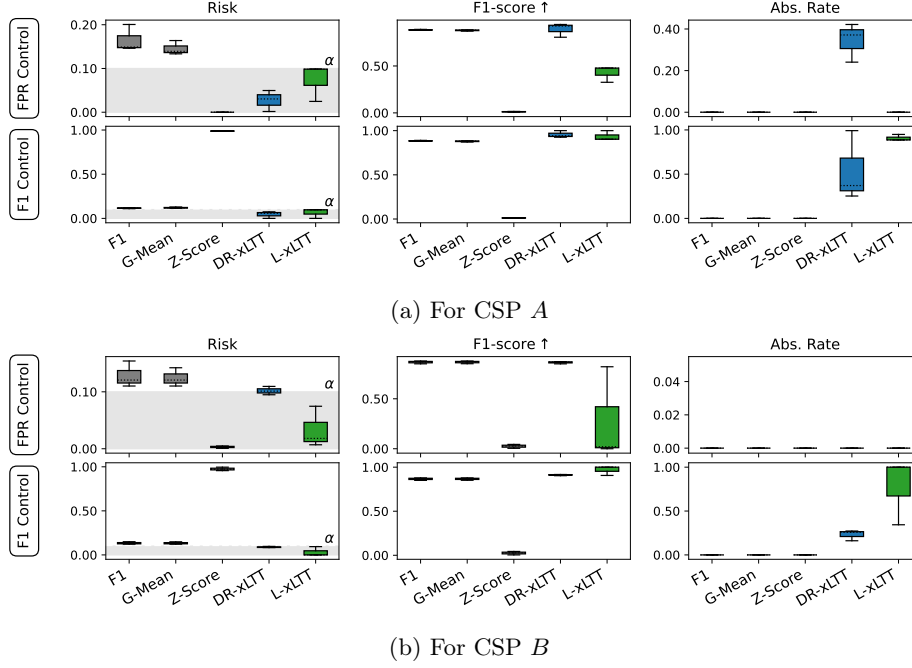 Risk
F1-score ↑
Abs. Rate
FPR Control
0.20
0.10
0.00
α
0.50
0.00
0.40
0.20
0.00
F1 Control
1.00
0.50
0.00
α
1.00
0.50
0.00
1.00
0.50
0.00
F1
G-Mean
Z-Score
DR-xLTT
L-xLTT
F1
G-Mean
Z-Score
DR-xLTT
L-xLTT
F1
G-Mean
Z-Score
DR-xLTT
L-xLTT
(a) For CSP A
Risk
F1-score ↑
Abs. Rate
FPR Control
0.10
0.00
α
0.50
0.00
0.04
0.02
0.00
F1 Control
1.00
0.50
0.00
α
1.00
0.50
0.00
1.00
0.50
0.00
F1
G-Mean
Z-Score
DR-xLTT
L-xLTT
F1
G-Mean
Z-Score
DR-xLTT
L-xLTT
F1
G-Mean
Z-Score
DR-xLTT
L-xLTT
(b) For CSP B